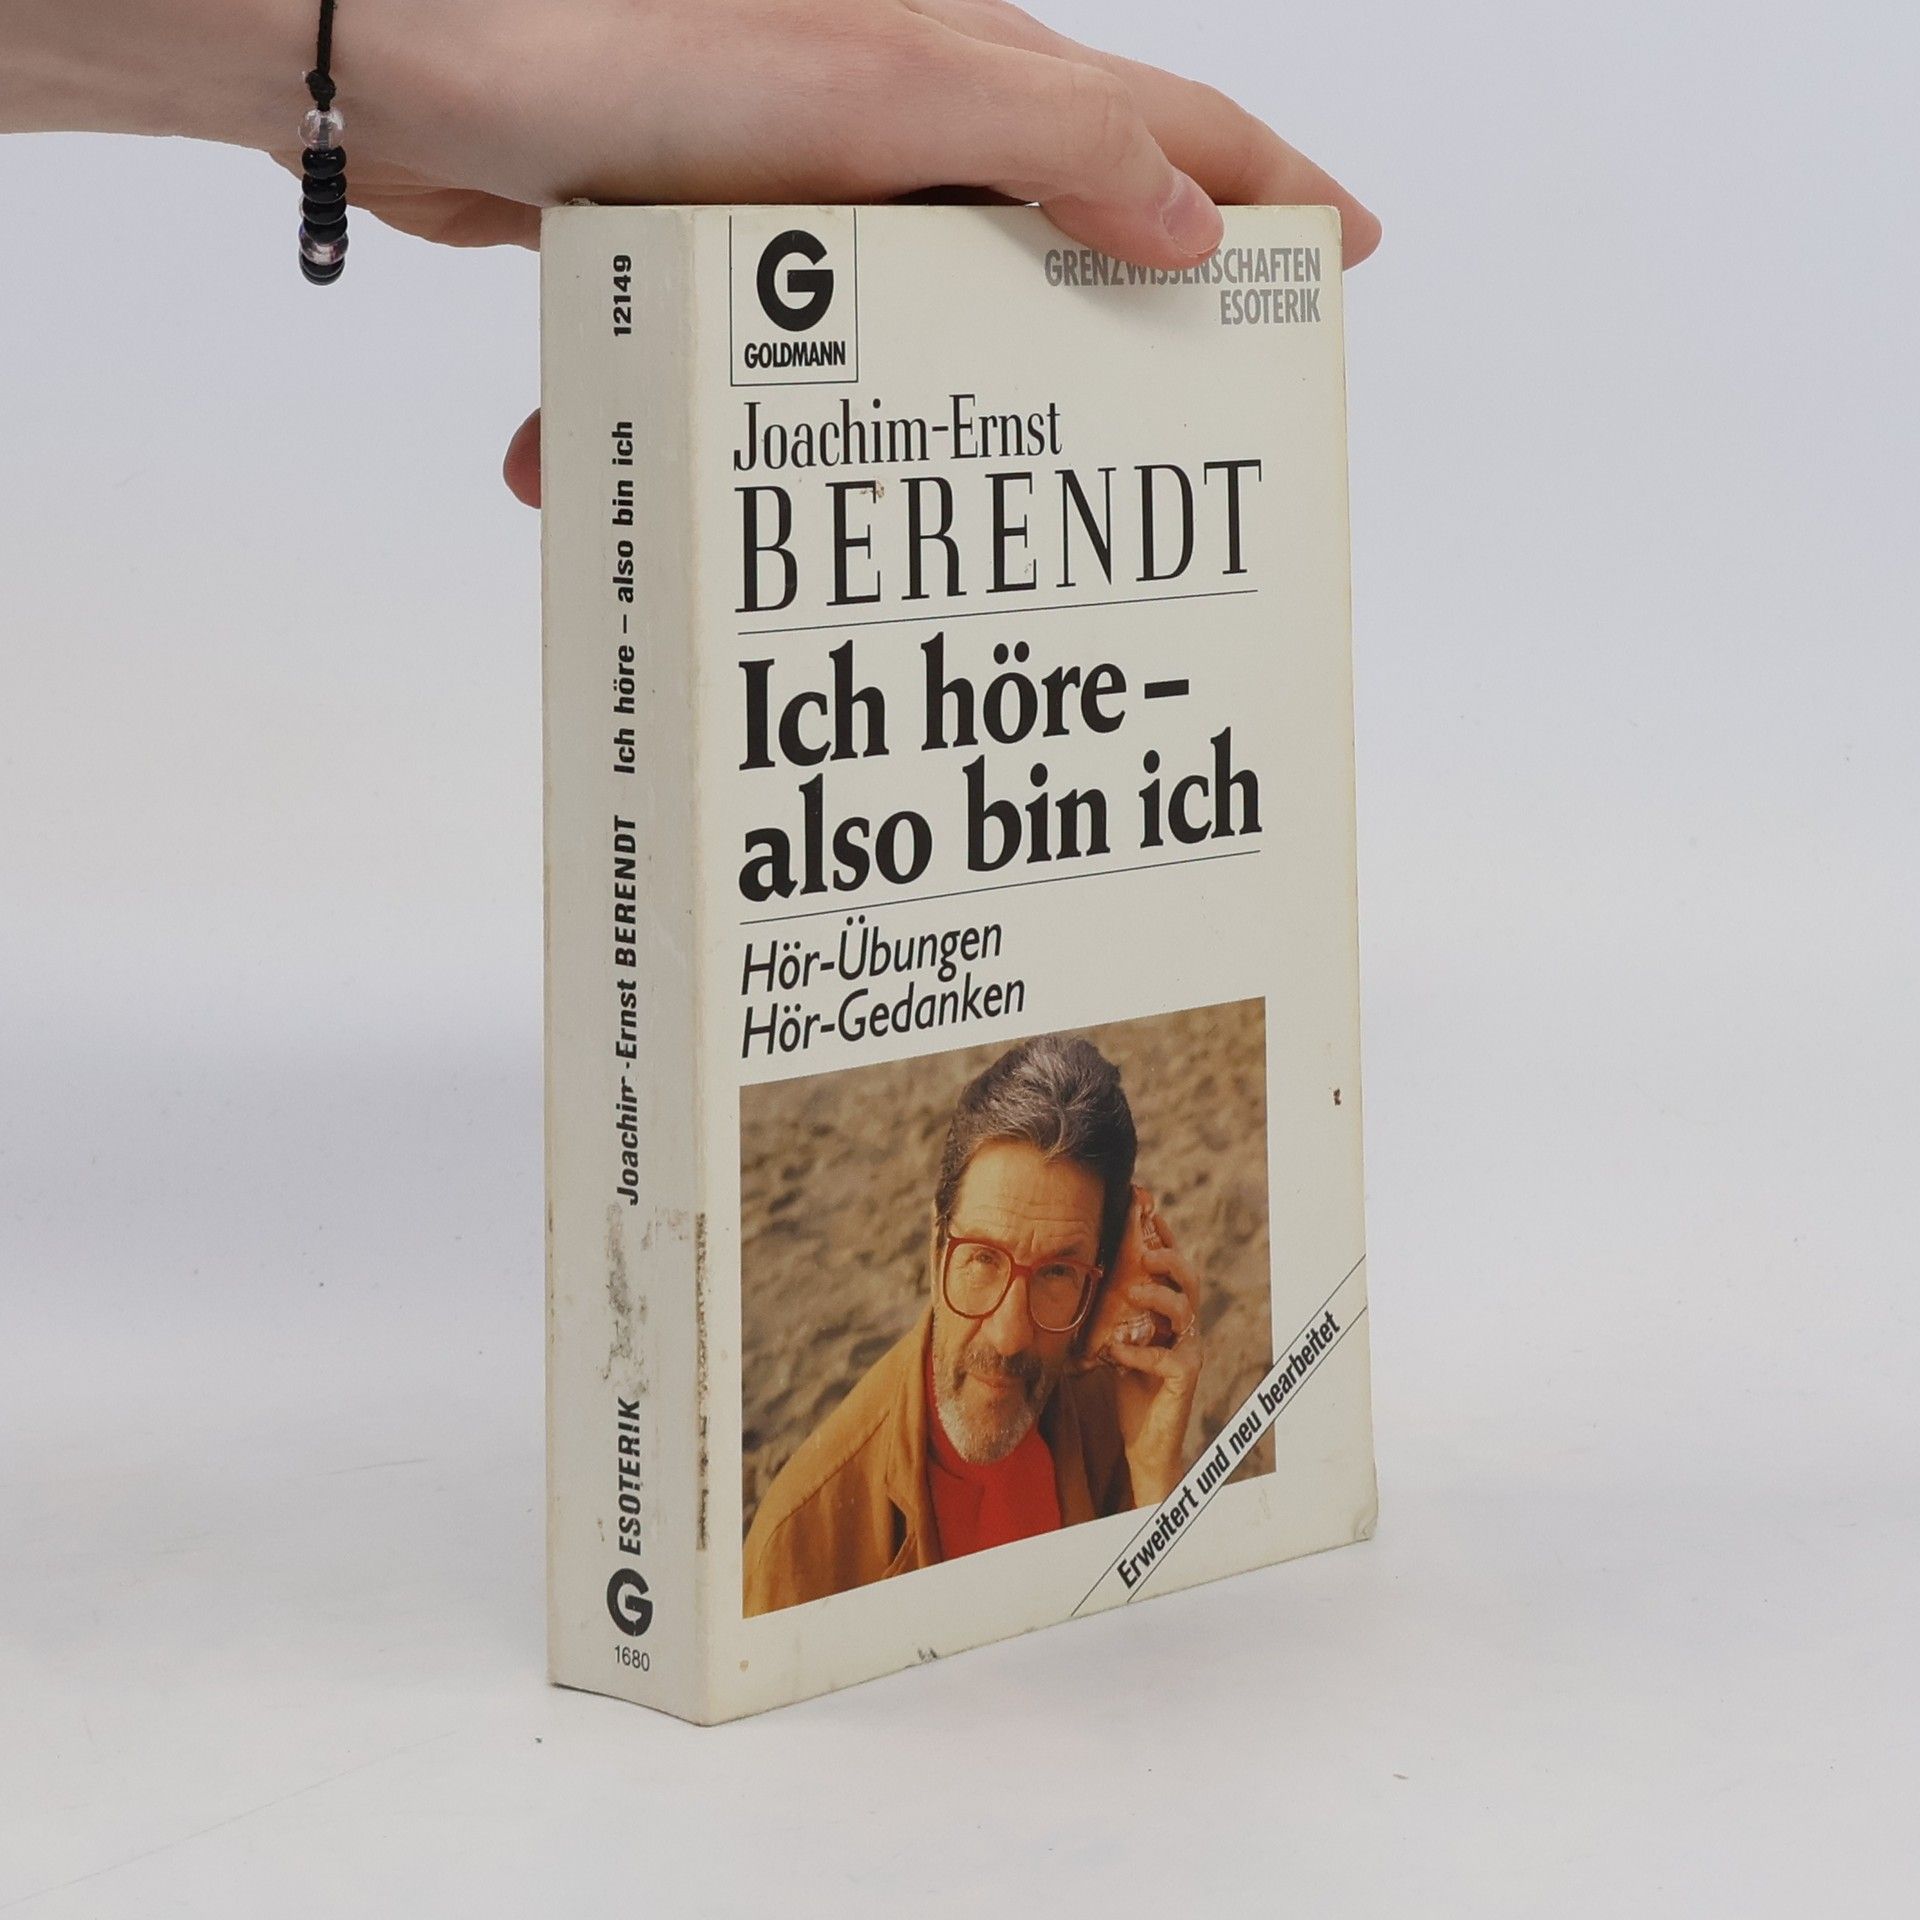 12149
Joachim-Ernst BERENDT Ich höre – also bin ich
ESOTERIK
G
1680
G
GOLDMANN
GRENZWISSENSCHAFTEN
ESOTERIK
Joachim-Ernst
BERENDT
Ich höre –
also bin ich
Hör-Übungen
Hör-Gedanken
Erweitert und neu bearbeitet